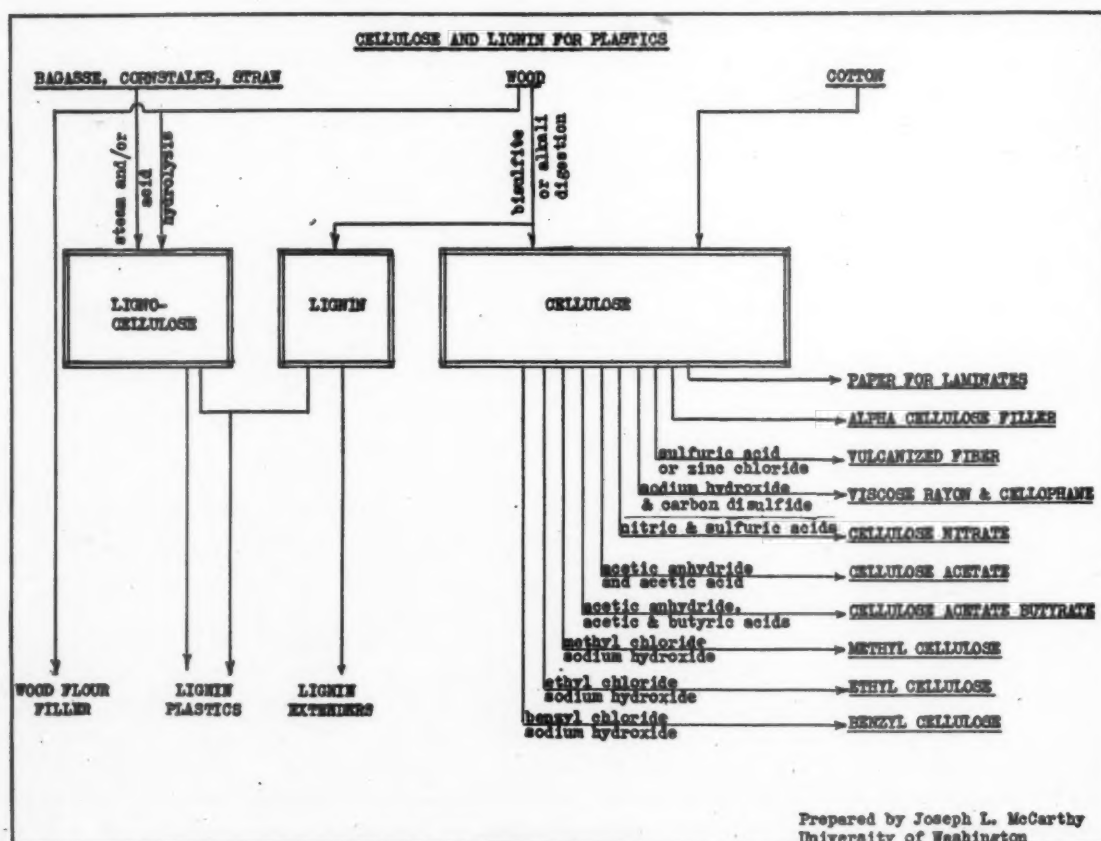 CELLULOSE AND LIGNIN FOR PLASTICS
BAGASSE, CORNSTALKS, STRAW
WOOD
COTTON
steam and/or
acid
hydrolysis
bisulfite
or alkali
digestion
LIGNO-
CELLULOSE
LIGNIN
CELLULOSE
PAPER FOR LAMINATES
ALPHA CELLULOSE FILLER
sulfuric acid
or zinc chloride
VULCANIZED FIBER
sodium hydroxide
& carbon disulfide
VISCOSE RAYON & CELLOPHANE
nitric & sulfuric acids
CELLULOSE NITRATE
acetic anhydride
and acetic acid
CELLULOSE ACETATE
acetic anhydride,
acetic & butyric acids
CELLULOSE ACETATE BUTYRATE
methyl chloride
sodium hydroxide
METHYL CELLULOSE
ethyl chloride
sodium hydroxide
ETHYL CELLULOSE
benzyl chloride
sodium hydroxide
BENZYL CELLULOSE
WOOD FLOUR
FILLER
LIGNIN
PLASTICS
LIGNIN
EXTENDERS
Prepared by Joseph L. McCarthy
University of Washington